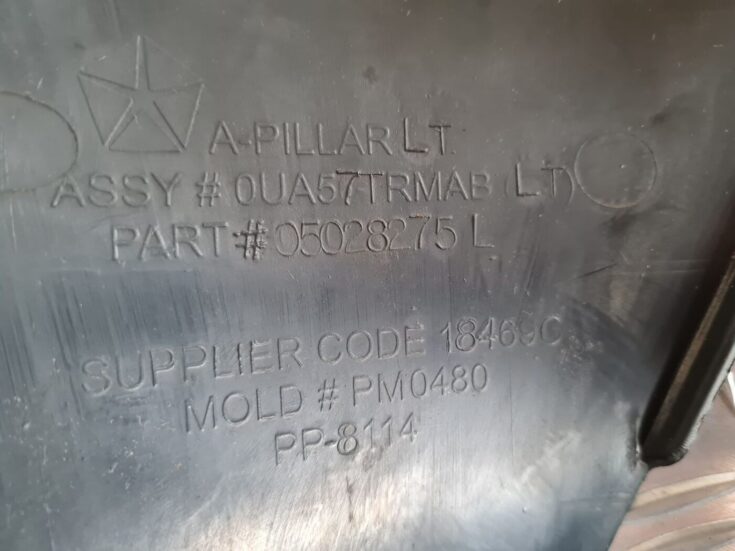 A-PILLAR LT.
ASSY # 0UA57TRMAB (LT)
PART # 05028275 L
SUPPLIER CODE 18469C
MOLD # PM0480
PP-8114